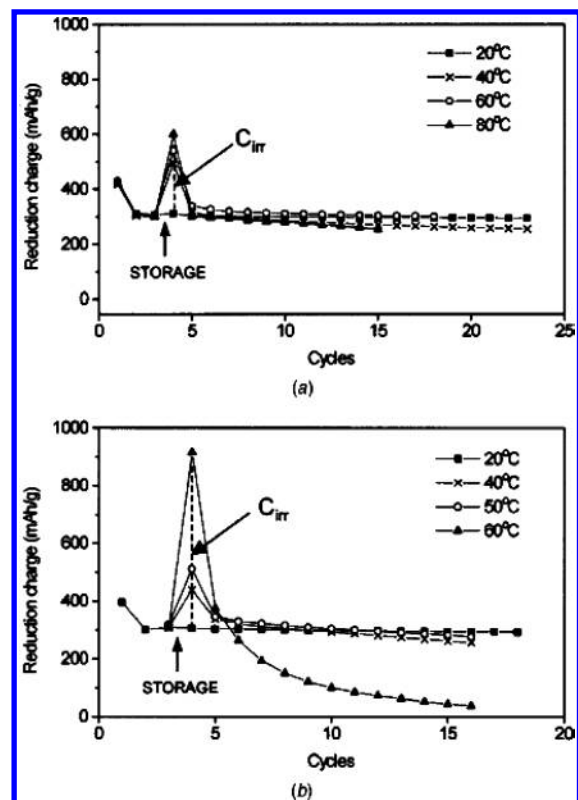 1000
800
600
400
200
0
Reduction charge (mAh/g)
20°C
40°C
60°C
80°C
Cirr
STORAGE
0 5 10 15 20 25
Cycles
(a)
1000
800
600
400
200
0
Reduction charge (mAh/g)
20°C
40°C
50°C
60°C
Cirr
STORAGE
0 5 10 15 20
Cycles
(b)